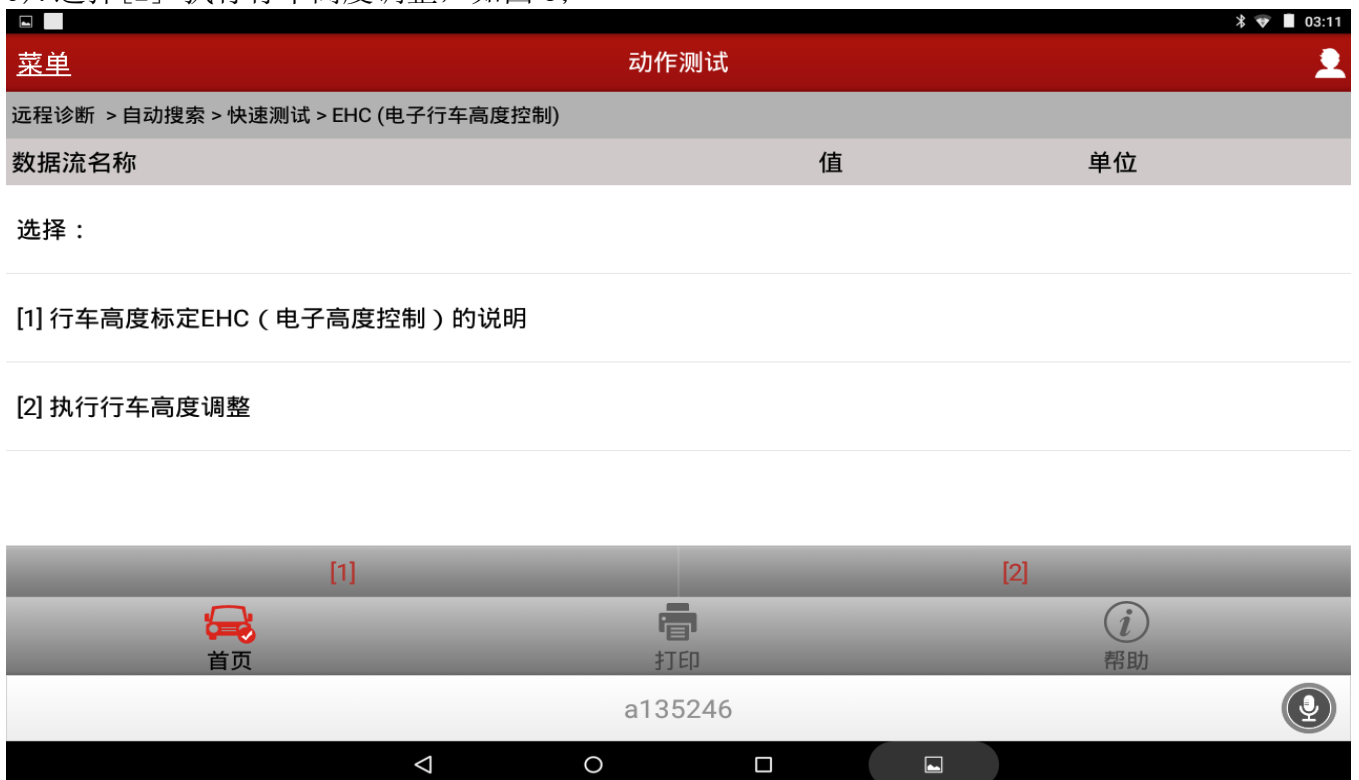 03:11
菜单
动作测试
远程诊断 > 自动搜索 > 快速测试 > EHC (电子行车高度控制)
数据流名称 值 单位
选择：
[1] 行车高度标定EHC（电子高度控制）的说明
[2] 执行行车高度调整
[1] [2]
首页 打印 帮助
a135246